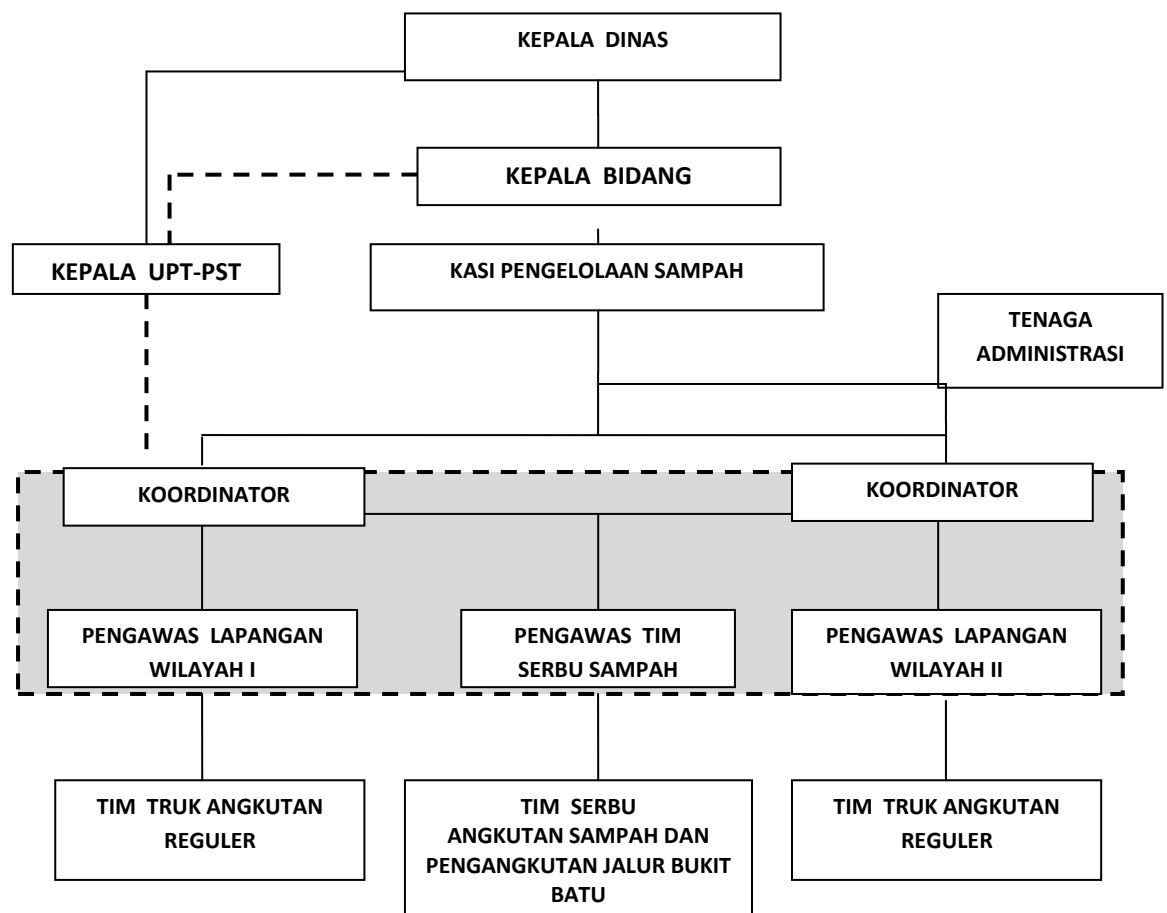 KEPALA DINAS
KEPALA BIDANG
KEPALA UPT-PST
KASI PENGELOLAAN SAMPAH
TENAGA
ADMINISTRASI
KOORDINATOR
KOORDINATOR
PENGAWAS LAPANGAN
WILAYAH I
PENGAWAS TIM
SERBU SAMPAH
PENGAWAS LAPANGAN
WILAYAH II
TIM TRUK ANGKUTAN
REGULER
TIM SERBU
ANGKUTAN SAMPAH DAN
PENGANGKUTAN JALUR BUKIT
BATU
TIM TRUK ANGKUTAN
REGULER